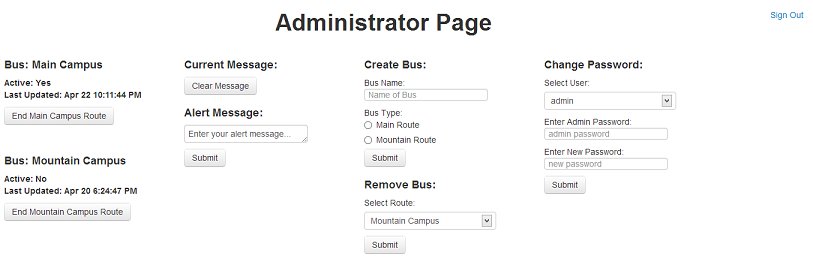 Administrator Page
Sign Out
Bus: Main Campus
Active: Yes
Last Updated: Apr 22 10:11:44 PM
End Main Campus Route
Bus: Mountain Campus
Active: No
Last Updated: Apr 20 6:24:47 PM
End Mountain Campus Route
Current Message:
Clear Message
Alert Message:
Enter your alert message...
Submit
Create Bus:
Bus Name:
Name of Bus
Bus Type:
Main Route
Mountain Route
Submit
Remove Bus:
Select Route:
Mountain Campus
Submit
Change Password:
Select User:
admin
Enter Admin Password:
admin password
Enter New Password:
new password
Submit